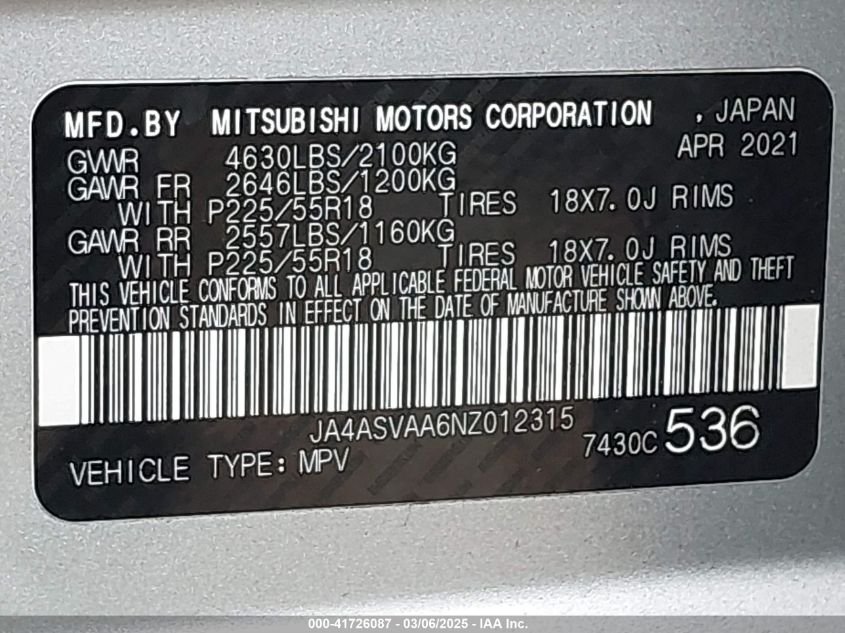 MFD.BY MITSUBISHI MOTORS CORPORATION , JAPAN
GVWR 4630LBS/2100KG APR 2021
GAWR FR 2646LBS/1200KG
WITH P225/55R18 TIRES 18X7.0J RIMS
GAWR RR 2557LBS/1160KG
WITH P225/55R18 TIRES 18X7.0J RIMS
THIS VEHICLE CONFORMS TO ALL APPLICABLE FEDERAL MOTOR VEHICLE SAFETY AND THEFT
PREVENTION STANDARDS IN EFFECT ON THE DATE OF MANUFACTURE SHOWN ABOVE.
JA4ASVAA6NZ012315
7430C 536
VEHICLE TYPE: MPV
000-41726087 - 03/06/2025 - IAA Inc.